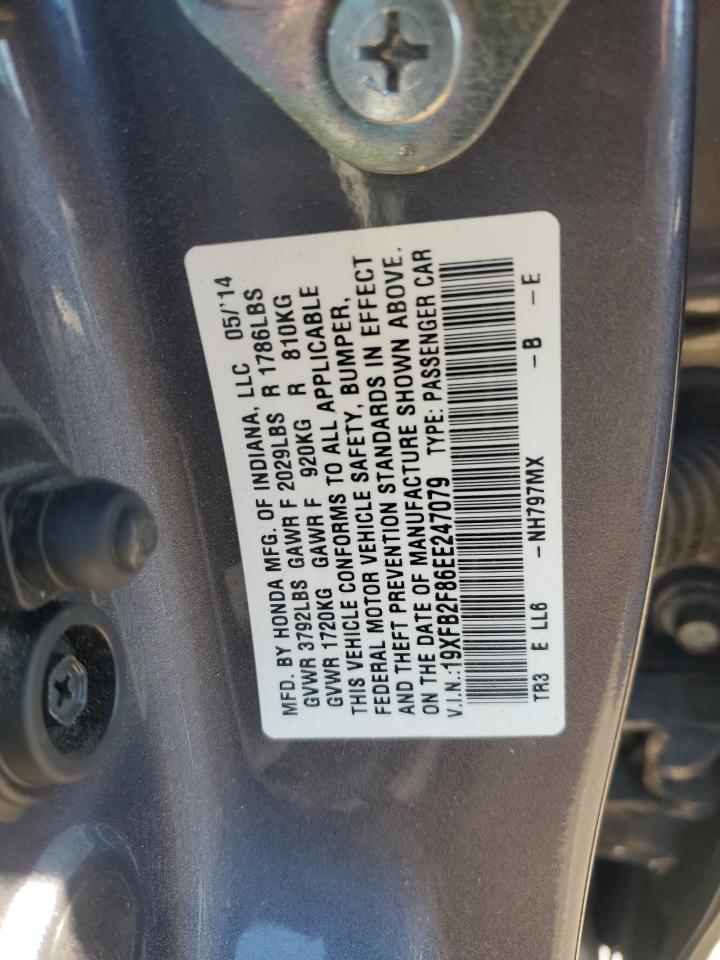 MFD. BY HONDA MFG. OF INDIANA, LLC 05/'14
GVWR 3792LBS GAWR F 2029LBS R 1786LBS
GVWR 1720KG GAWR F 920KG R 810KG
THIS VEHICLE CONFORMS TO ALL APPLICABLE
FEDERAL MOTOR VEHICLE SAFETY, BUMPER,
AND THEFT PREVENTION STANDARDS IN EFFECT
ON THE DATE OF MANUFACTURE SHOWN ABOVE.
V.I.N.:19XFB2F86EE247079 TYPE: PASSENGER CAR
TR3 E LL6 -NH797MX -B -E